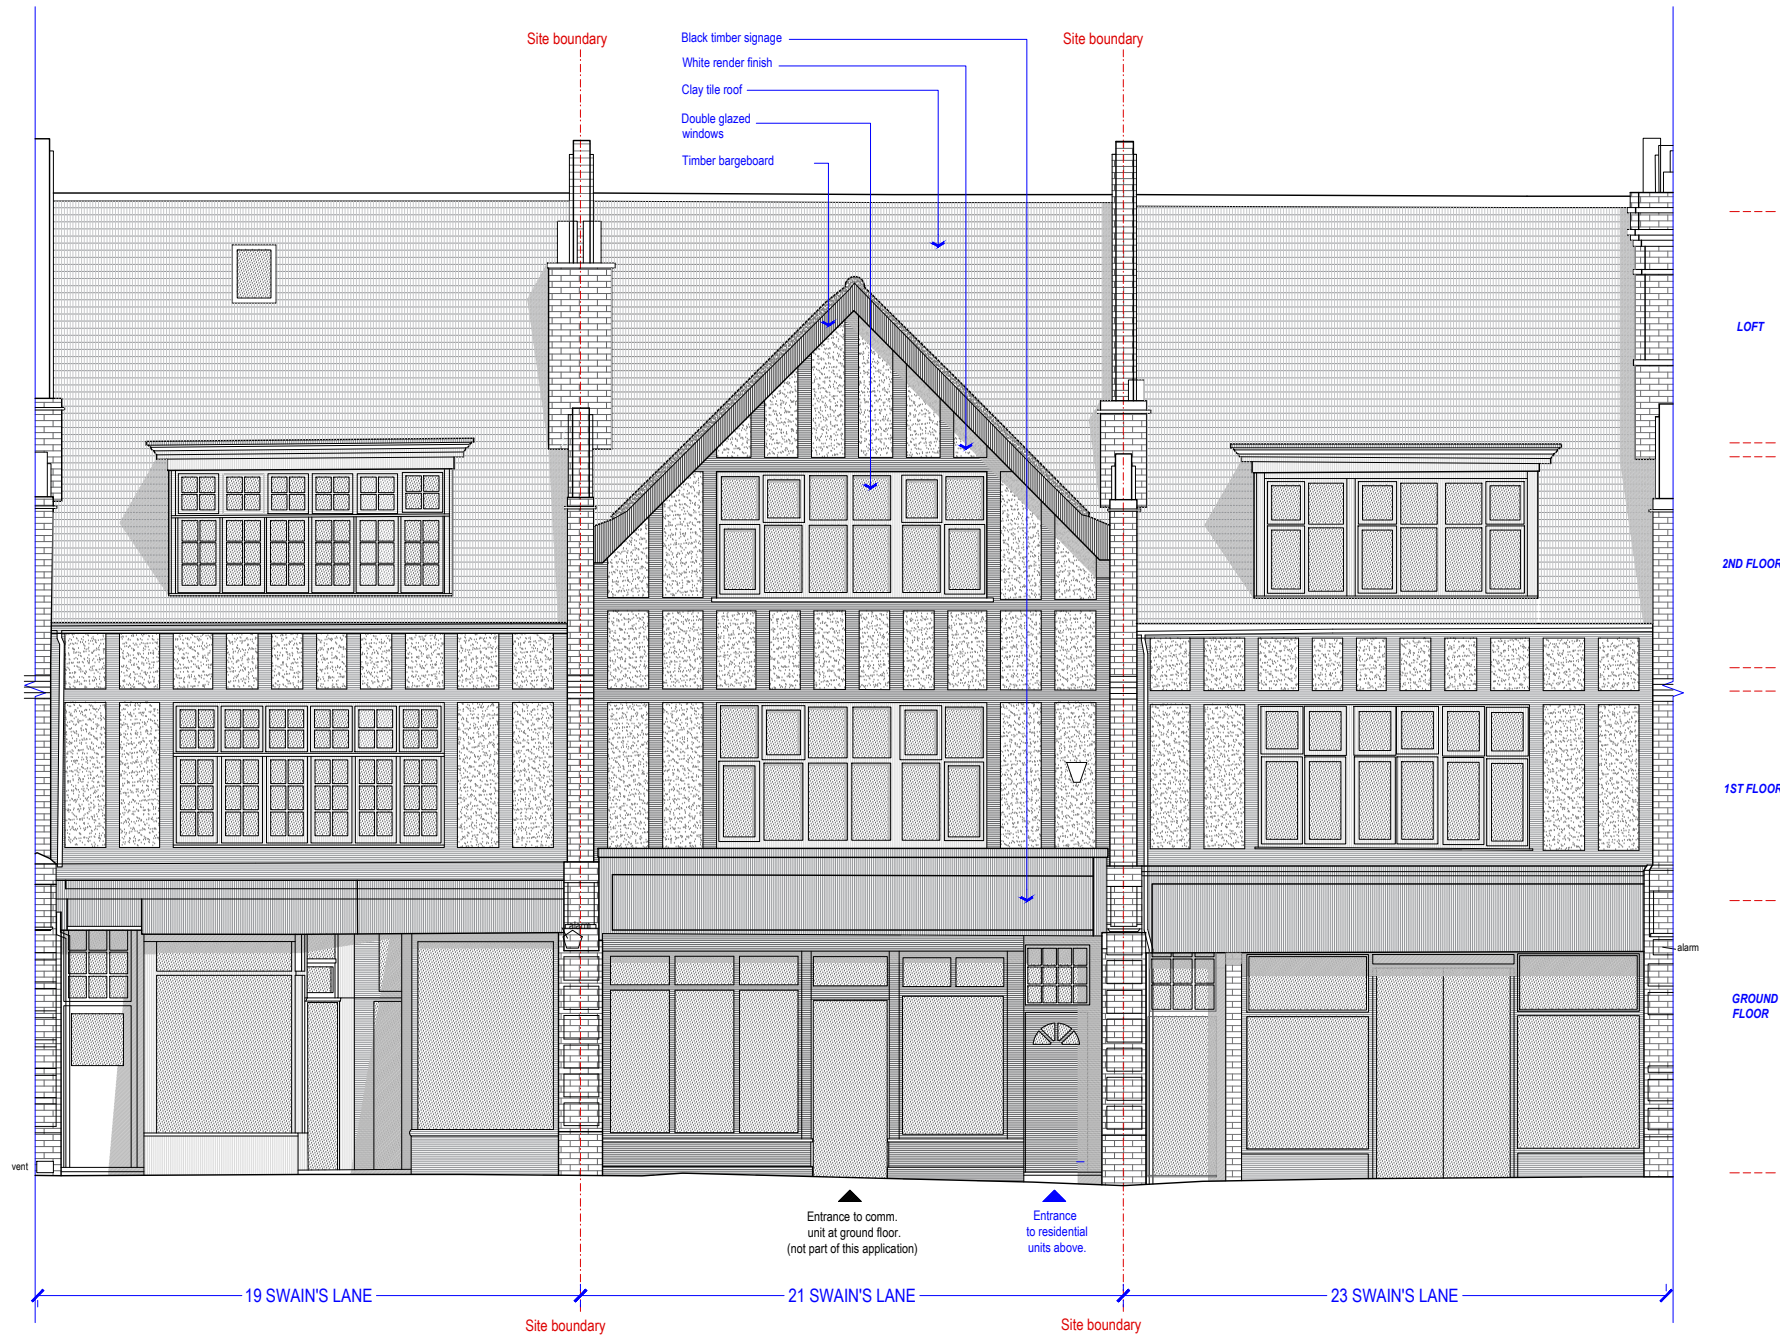 Site boundary
Site boundary
Black timber signage
White render finish
Clay tile roof
Double glazed
windows
Timber bargeboard
LOFT
2ND FLOOR
1ST FLOOR
alarm
alarm
GROUND
FLOOR
vent
Entrance to comm.
unit at ground floor.
(not part of this application)
Entrance
to residential
units above.
19 SWAIN'S LANE
21 SWAIN'S LANE
23 SWAIN'S LANE
Site boundary
Site boundary